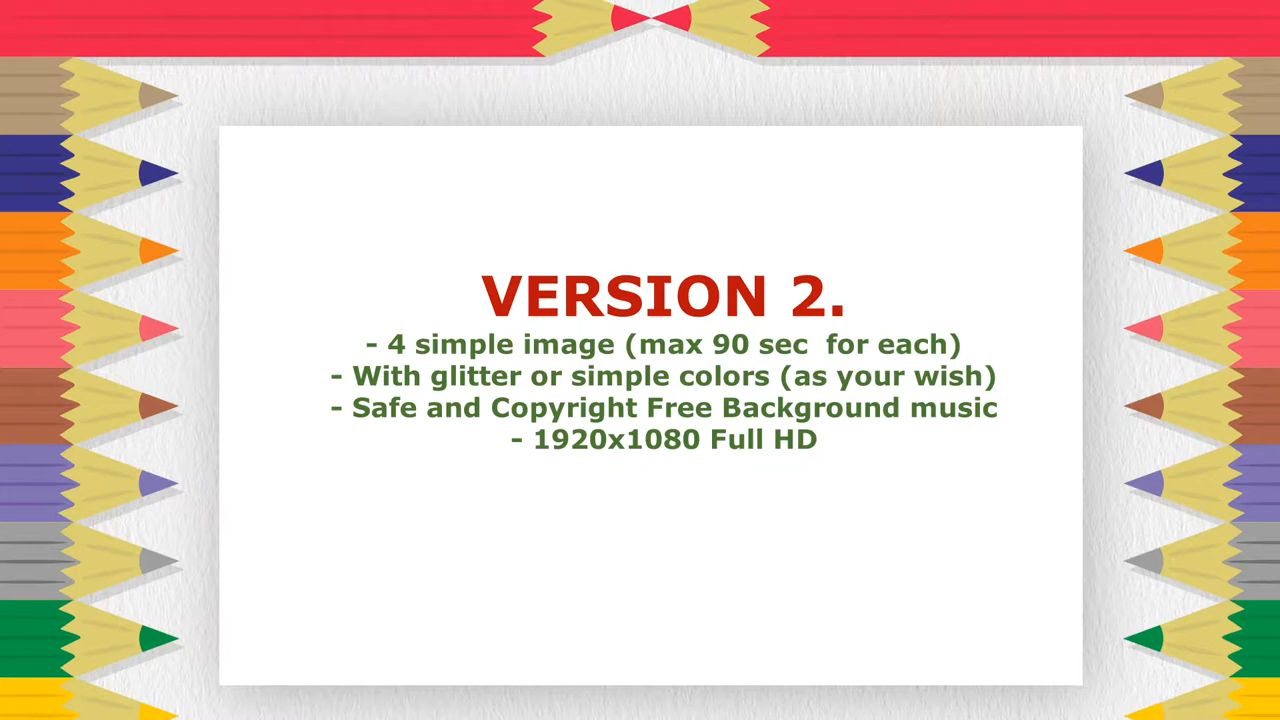 VERSION 2.
- 4 simple image (max 90 sec  for each)
- With glitter or simple colors (as your wish)
- Safe and Copyright Free Background music
- 1920x1080 Full HD